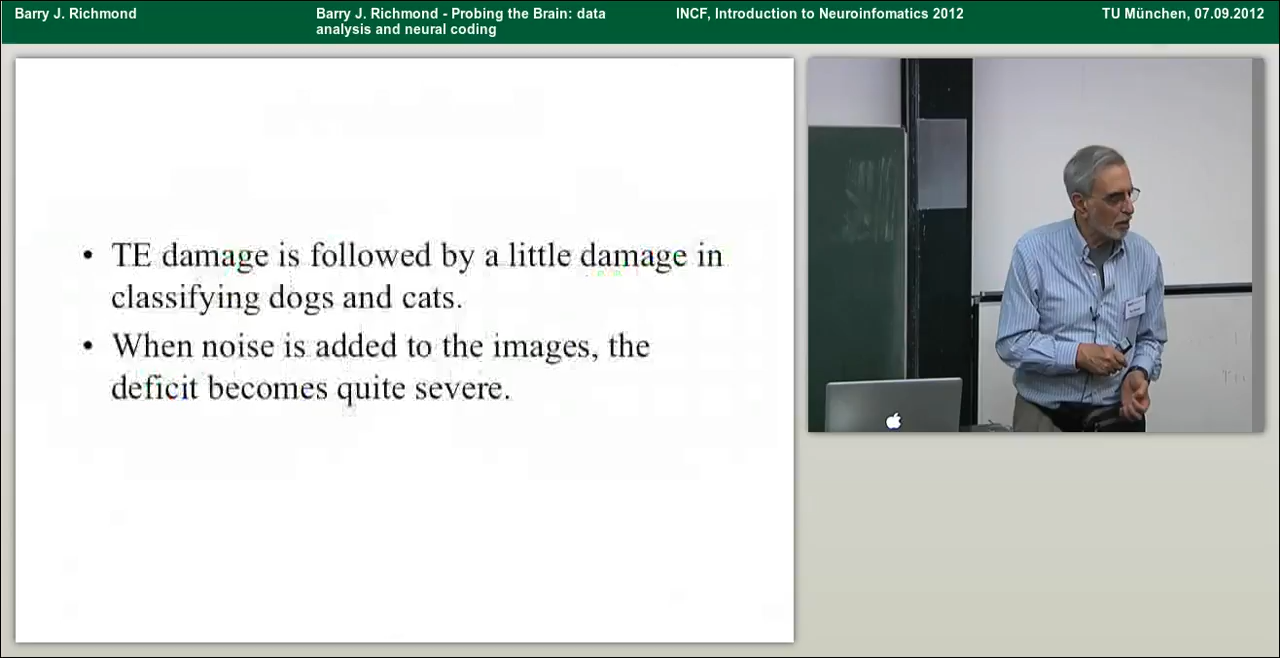 Barry J. Richmond
Barry J. Richmond - Probing the Brain: data
analysis and neural coding
INCF, Introduction to Neuroinfomatics 2012
TU München, 07.09.2012
• TE damage is followed by a little damage in
classifying dogs and cats.
• When noise is added to the images, the
deficit becomes quite severe.